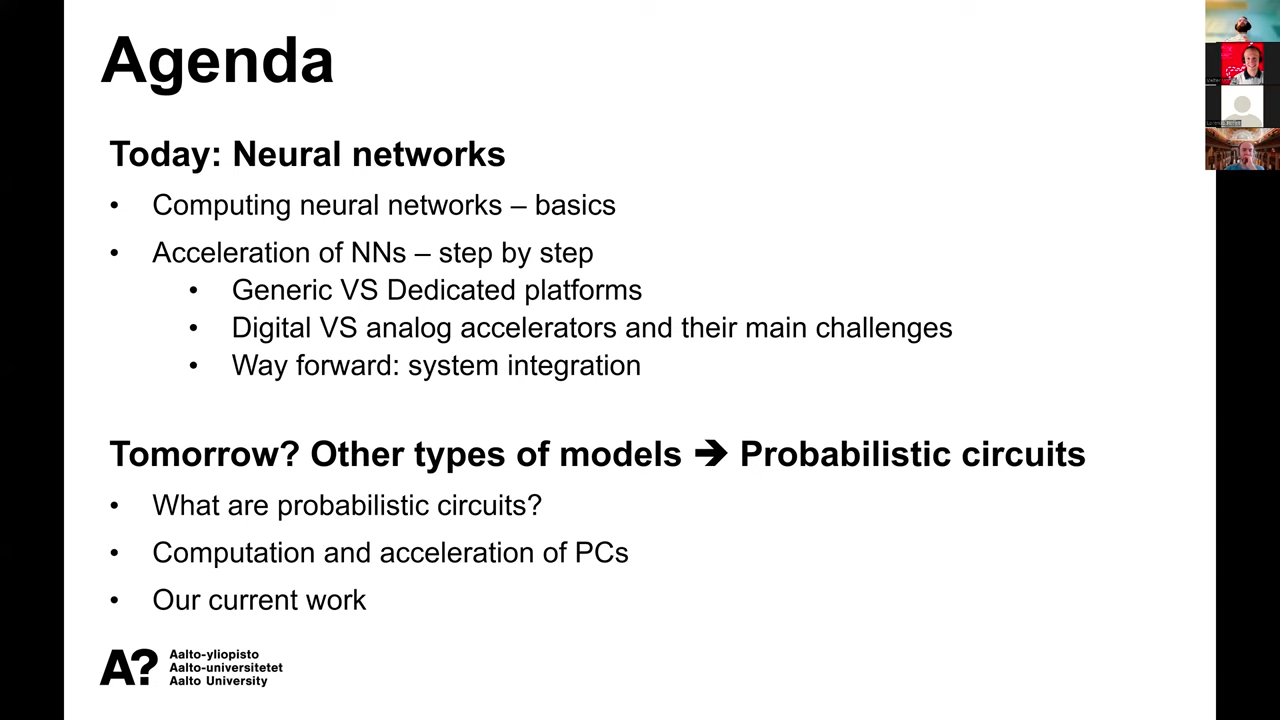 Agenda
Today: Neural networks
• Computing neural networks – basics
• Acceleration of NNs – step by step
• Generic VS Dedicated platforms
• Digital VS analog accelerators and their main challenges
• Way forward: system integration
Tomorrow? Other types of models ➔ Probabilistic circuits
• What are probabilistic circuits?
• Computation and acceleration of PCs
• Our current work
A?
Aalto-yliopisto
Aalto-universitetet
Aalto University